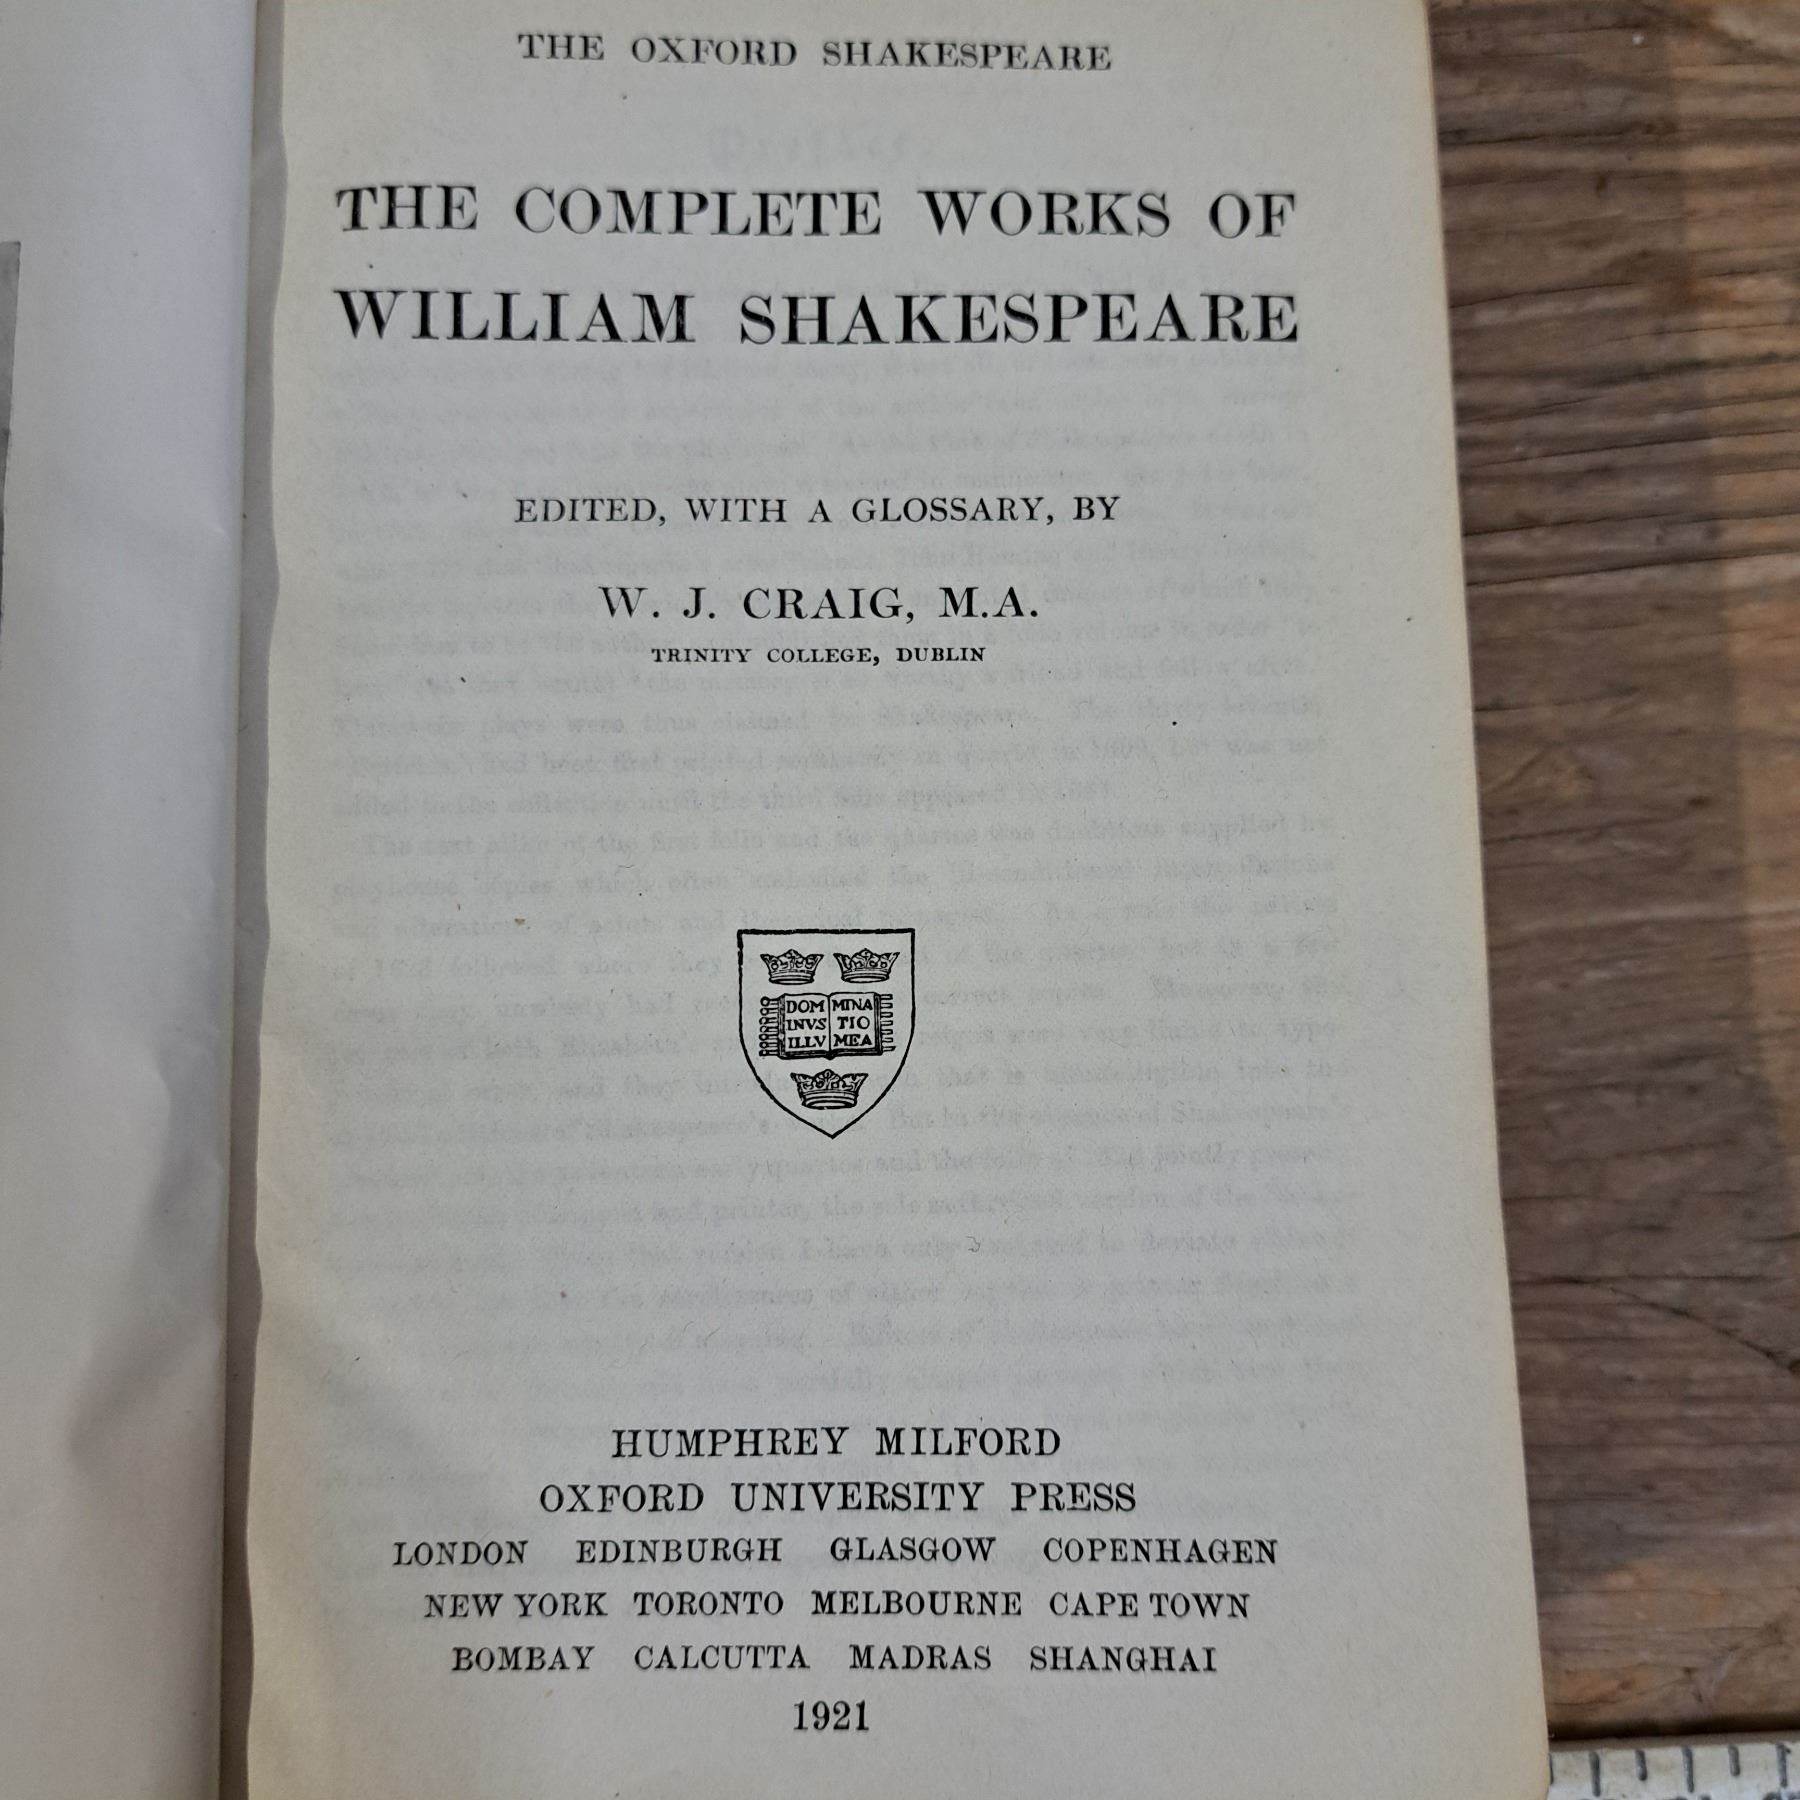 THE OXFORD SHAKESPEARE
THE COMPLETE WORKS OF
WILLIAM SHAKESPEARE
EDITED, WITH A GLOSSARY, BY
W. J. CRAIG, M.A.
TRINITY COLLEGE, DUBLIN
DOM MINA
INVS TIO
ILLV MEA
HUMPHREY MILFORD
OXFORD UNIVERSITY PRESS
LONDON EDINBURGH GLASGOW COPENHAGEN
NEW YORK TORONTO MELBOURNE CAPE TOWN
BOMBAY CALCUTTA MADRAS SHANGHAI
1921